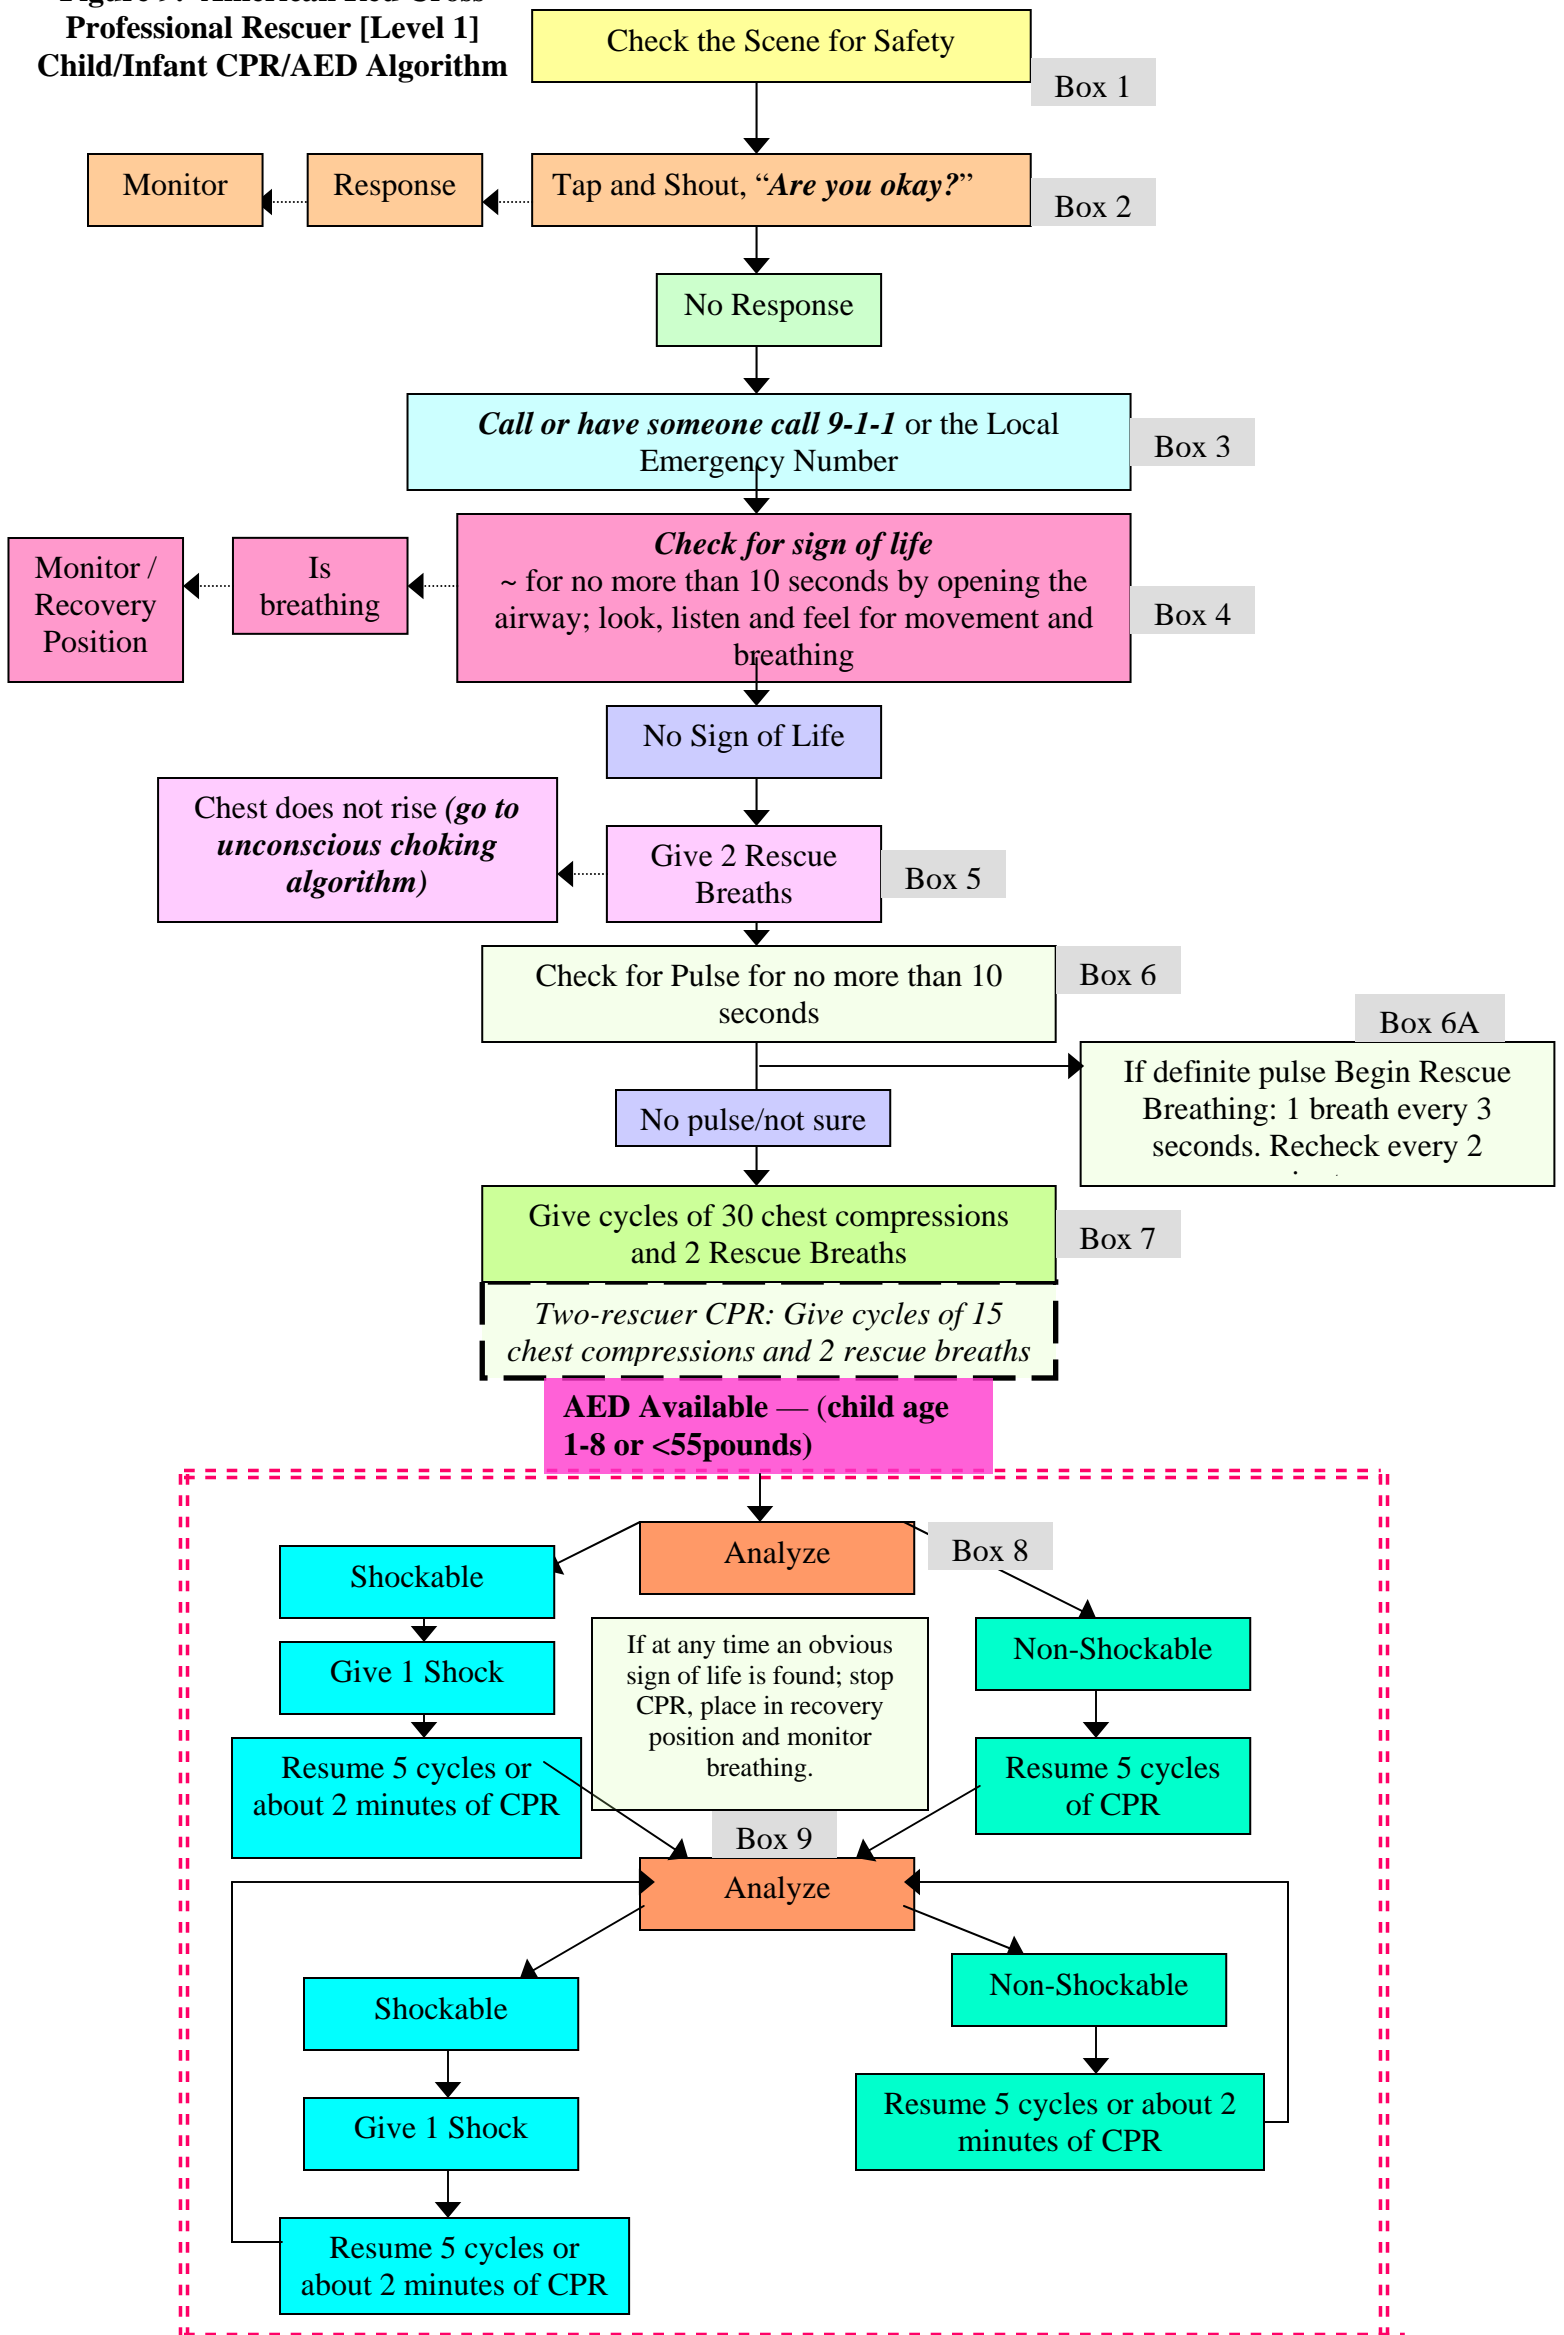 Professional Rescuer [Level 1]
Child/Infant CPR/AED Algorithm
Check the Scene for Safety
Box 1
Monitor
Response
Tap and Shout, “Are you okay?”
Box 2
No Response
Call or have someone call 9-1-1 or the Local
Emergency Number
Box 3
Check for sign of life
~ for no more than 10 seconds by opening the
airway; look, listen and feel for movement and
breathing
Box 4
Is
breathing
Monitor /
Recovery
Position
No Sign of Life
Chest does not rise (go to
unconscious choking
algorithm)
Give 2 Rescue
Breaths
Box 5
Check for Pulse for no more than 10
seconds
Box 6
Box 6A
If definite pulse Begin Rescue
Breathing: 1 breath every 3
seconds. Recheck every 2
No pulse/not sure
Give cycles of 30 chest compressions
and 2 Rescue Breaths
Box 7
Two-rescuer CPR: Give cycles of 15
chest compressions and 2 rescue breaths
AED Available — (child age
1-8 or <55pounds)
Analyze
Box 8
Shockable
Give 1 Shock
Resume 5 cycles or
about 2 minutes of CPR
If at any time an obvious
sign of life is found; stop
CPR, place in recovery
position and monitor
breathing.
Non-Shockable
Resume 5 cycles
of CPR
Box 9
Analyze
Shockable
Give 1 Shock
Resume 5 cycles or
about 2 minutes of CPR
Non-Shockable
Resume 5 cycles or about 2
minutes of CPR